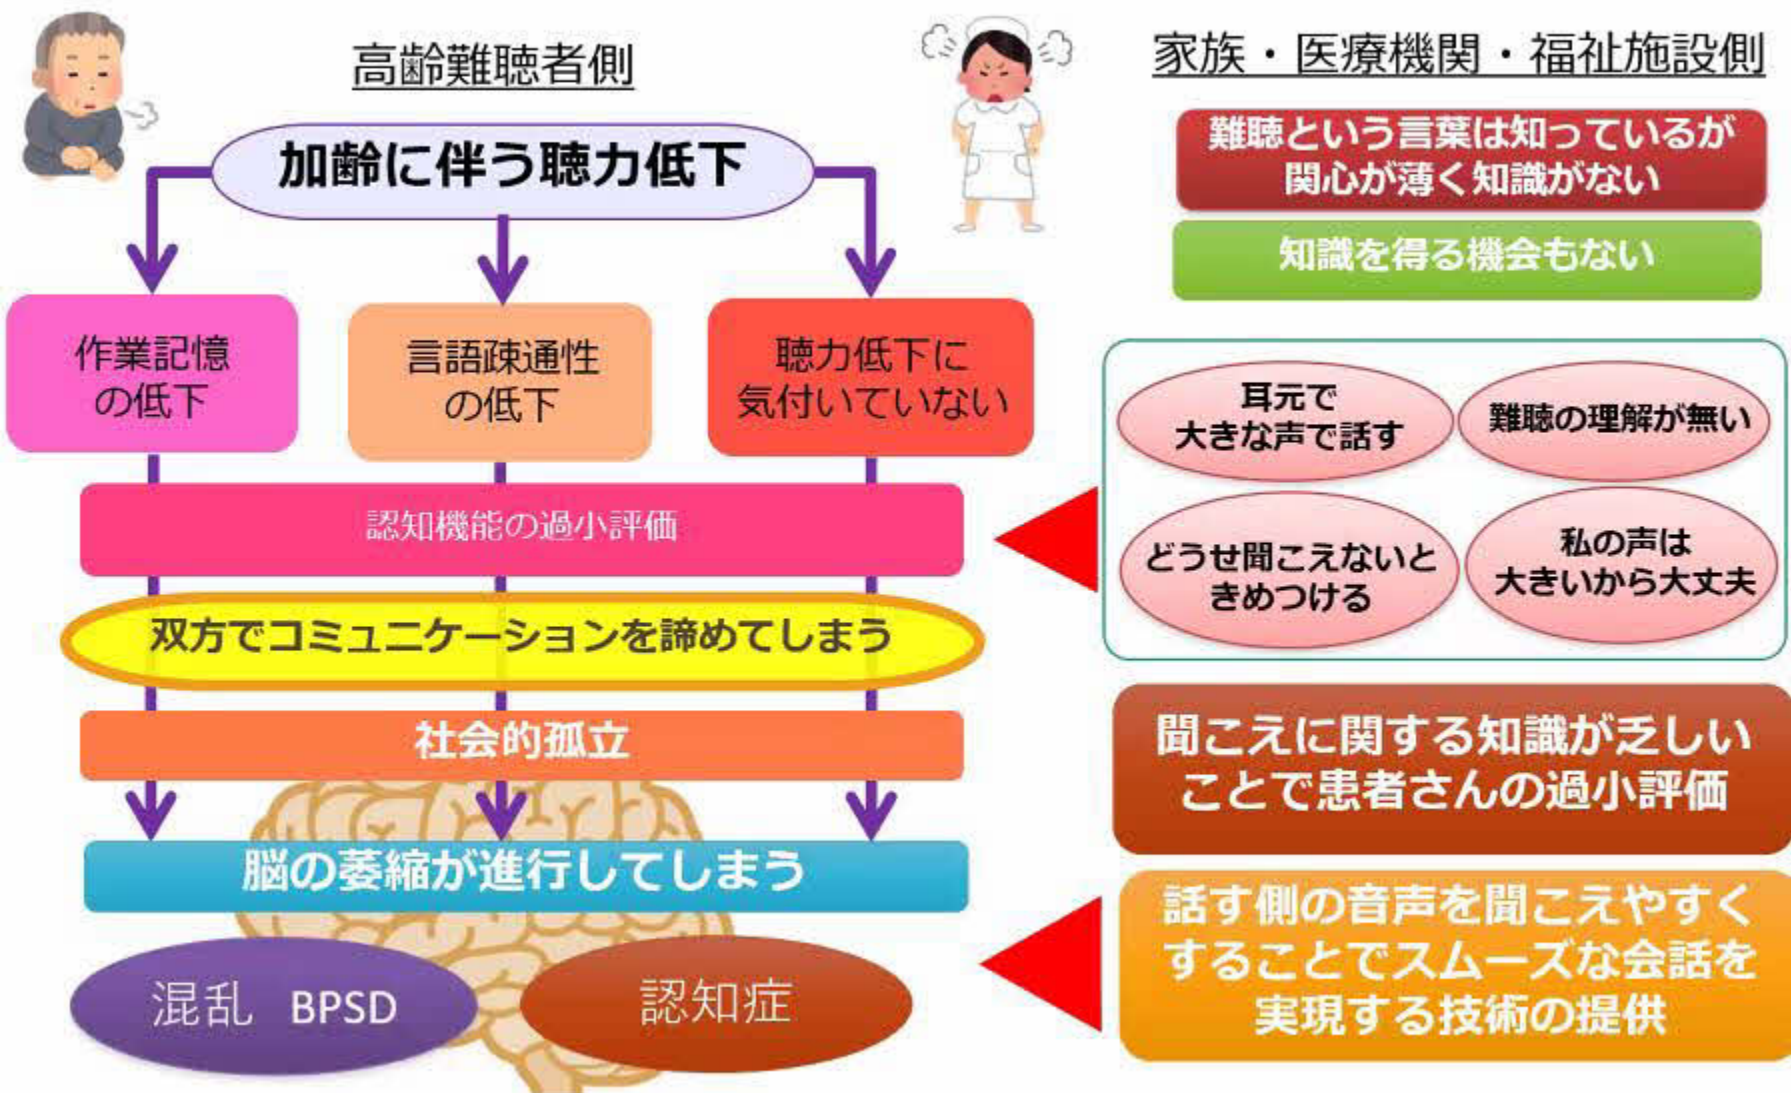 高齢難聴者側
加齢に伴う聴力低下
作業記憶
の低下
言語疎通性
の低下
聴力低下に
気付いていない
認知機能の過小評価
双方でコミュニケーションを諦めてしまう
社会的孤立
脳の萎縮が進行してしまう
混乱 BPSD
認知症
家族・医療機関・福祉施設側
難聴という言葉は知っているが
関心が薄く知識がない
知識を得る機会もない
耳元で
大きな声で話す
難聴の理解が無い
どうせ聞こえないと
きめつける
私の声は
大きいから大丈夫
聞こえに関する知識が乏しい
ことで患者さんの過小評価
話す側の音声を聞こえやすく
することでスムーズな会話を
実現する技術の提供